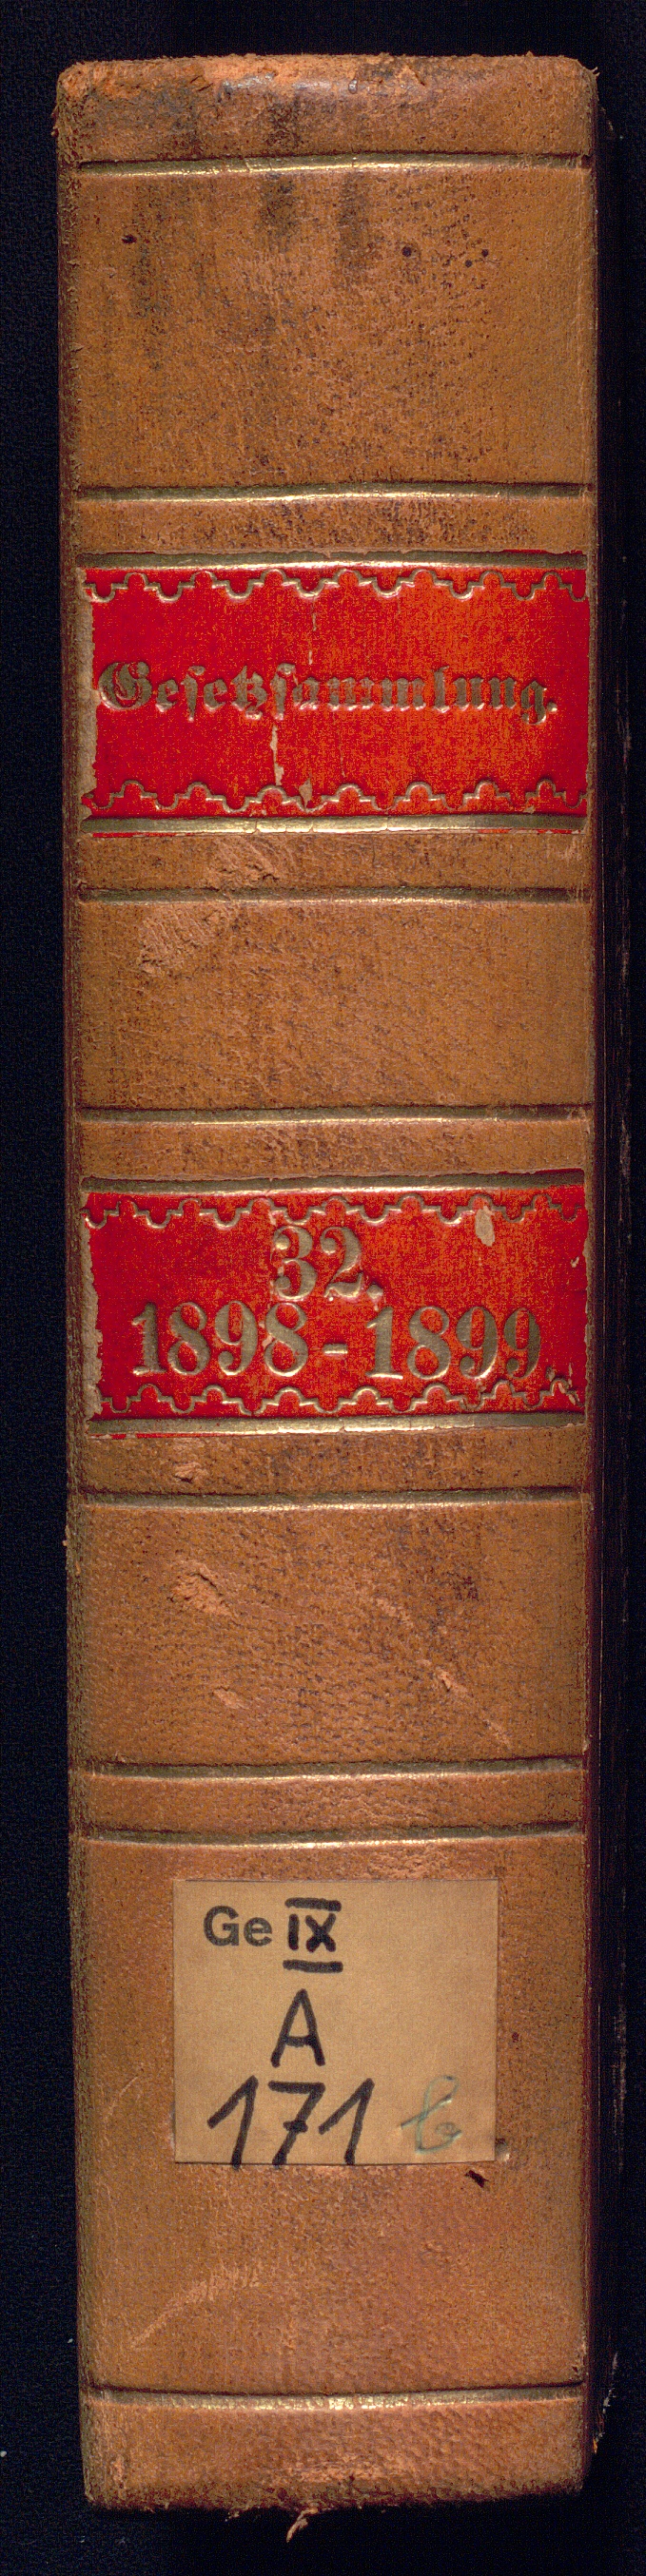 Gesetzsammlung.
32.
1898-1899
Ge IX
A
171 b